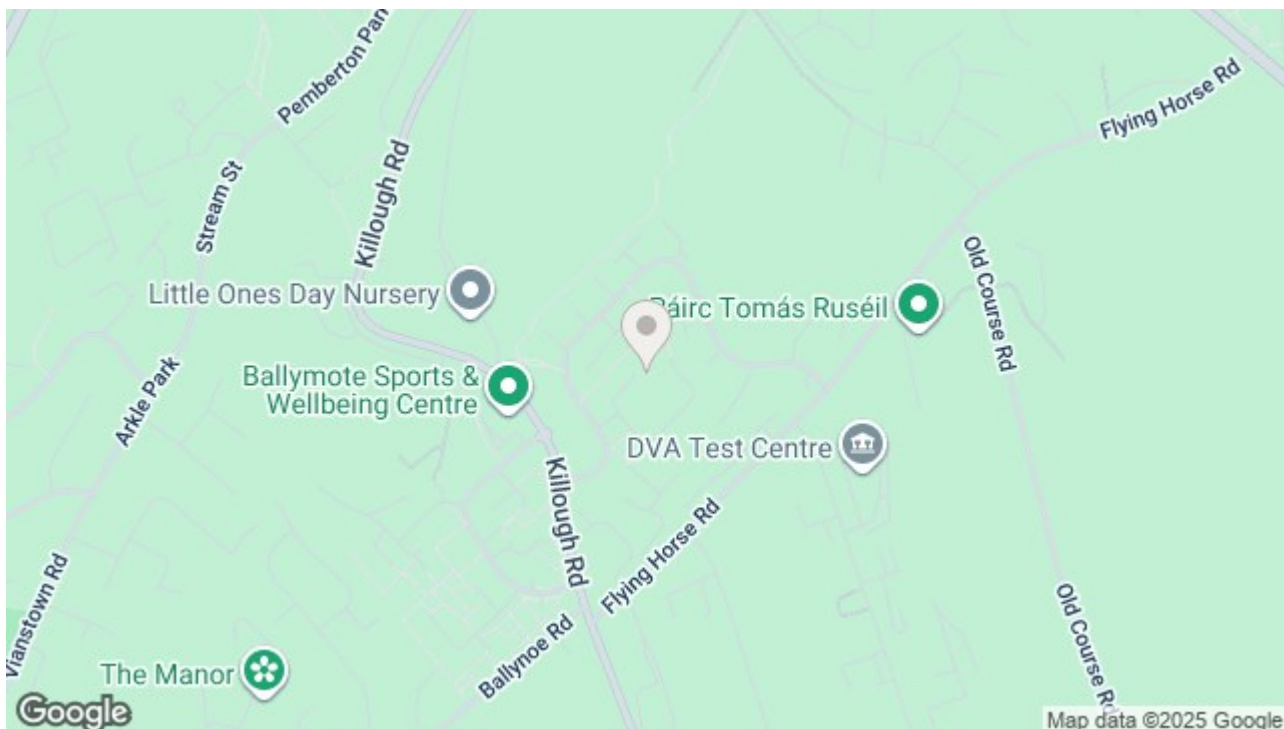 Pemberton Park
Flying Horse Rd
Killough Rd
Stream St
Old Course Rd
Little Ones Day Nursery
Páirc Tomás Ruséil
Ballymote Sports &
Wellbeing Centre
Arkle Park
DVA Test Centre
Killough Rd
Flying Horse Rd
Vianstown Rd
Ballynoe Rd
Old Course Rd
The Manor
Google
Map data ©2025 Google